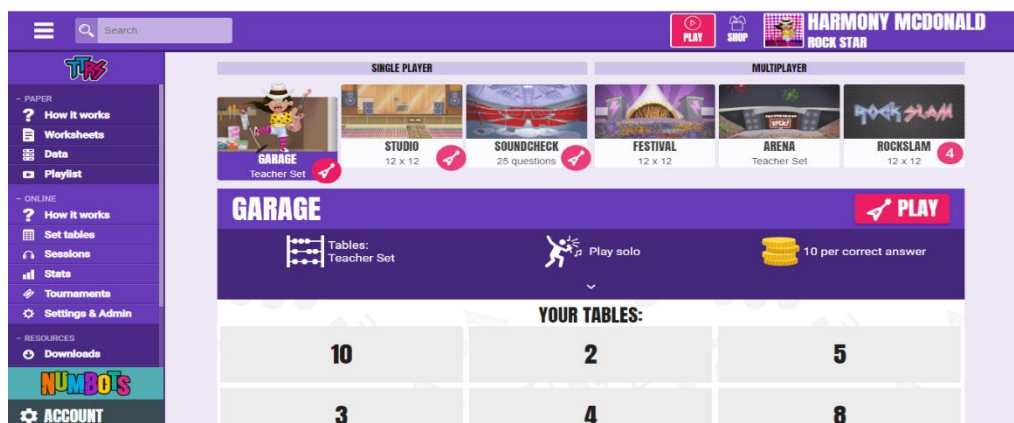 Search
PLAY
SHOP
HARMONY MCDONALD
ROCK STAR
TTRS
- PAPER
? How it works
Worksheets
Data
Playlist
- ONLINE
? How it works
Set tables
Sessions
Stats
Tournaments
Settings & Admin
- RESOURCES
Downloads
NUMBOTS
ACCOUNT
SINGLE PLAYER
MULTIPLAYER
GARAGE
Teacher Set
STUDIO
12 x 12
SOUNDCHECK
25 questions
FESTIVAL
12 x 12
ARENA
Teacher Set
ROCK SLAM
ROCKSLAM
12 x 12
4
GARAGE
PLAY
Tables:
Teacher Set
Play solo
10 per correct answer
YOUR TABLES:
10 2 5
3 4 8